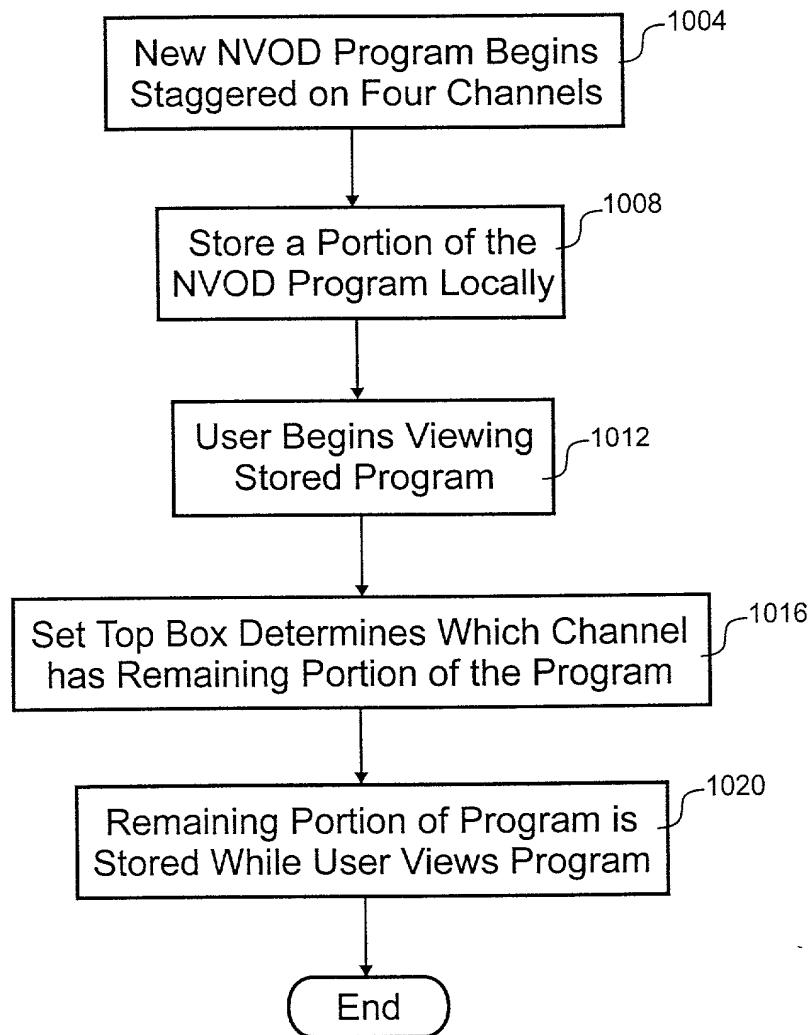 New NVOD Program Begins
Staggered on Four Channels
1004
Store a Portion of the
NVOD Program Locally
1008
User Begins Viewing
Stored Program
1012
Set Top Box Determines Which Channel
has Remaining Portion of the Program
1016
Remaining Portion of Program is
Stored While User Views Program
1020
End